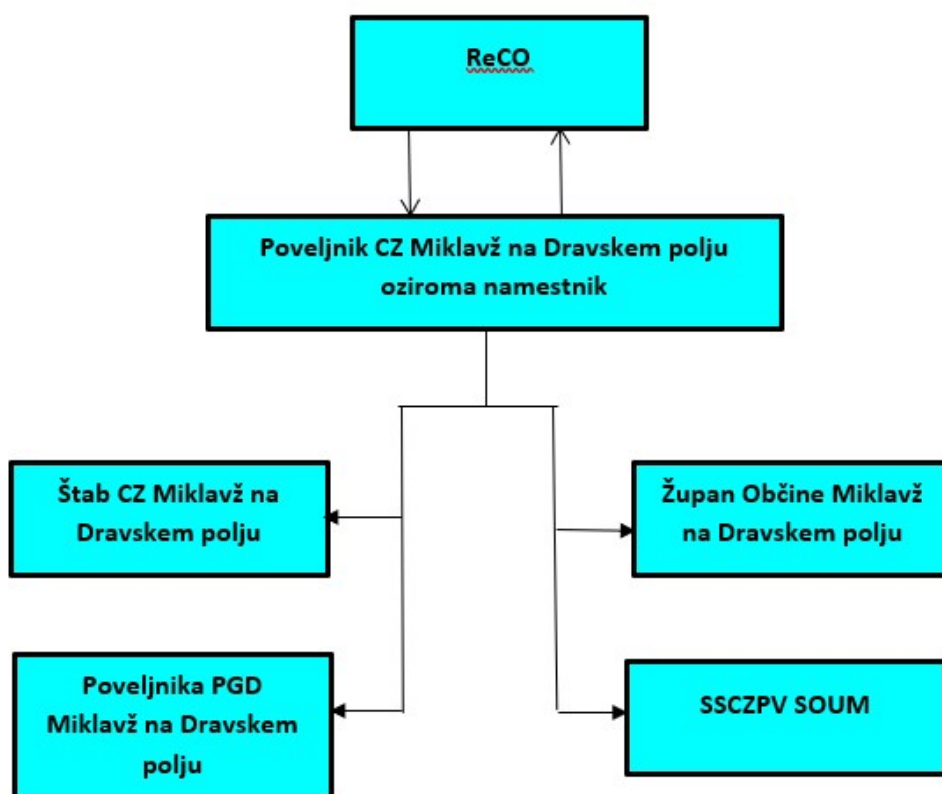 ReCO
Poveljnik CZ Miklavž na Dravskem polju
oziroma namestnik
Štab CZ Miklavž na
Dravskem polju
Župan Občine Miklavž
na Dravskem polju
Poveljnika PGD
Miklavž na Dravskem
polju
SSCZPV SOUM